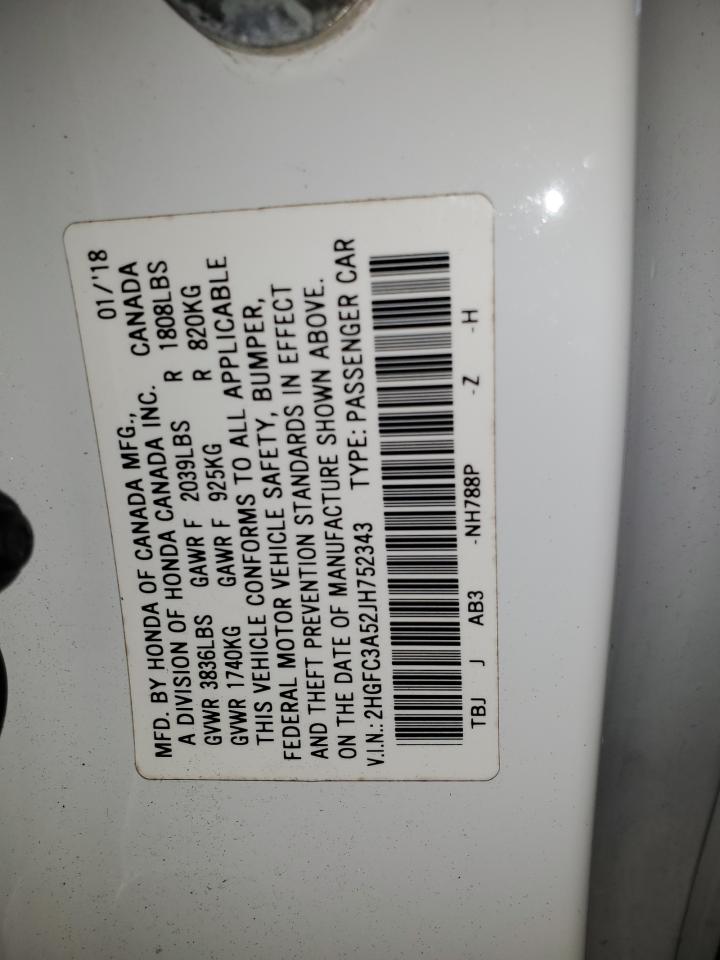 MFD. BY HONDA OF CANADA MFG., 01/'18
A DIVISION OF HONDA CANADA INC. CANADA
GVWR 3836LBS GAWR F 2039LBS R 1808LBS
GVWR 1740KG GAWR F 925KG R 820KG
THIS VEHICLE CONFORMS TO ALL APPLICABLE
FEDERAL MOTOR VEHICLE SAFETY, BUMPER,
AND THEFT PREVENTION STANDARDS IN EFFECT
ON THE DATE OF MANUFACTURE SHOWN ABOVE.
V.I.N.: 2HGFC3A52JH752343 TYPE: PASSENGER CAR
TBJ J AB3 -NH788P -Z -H